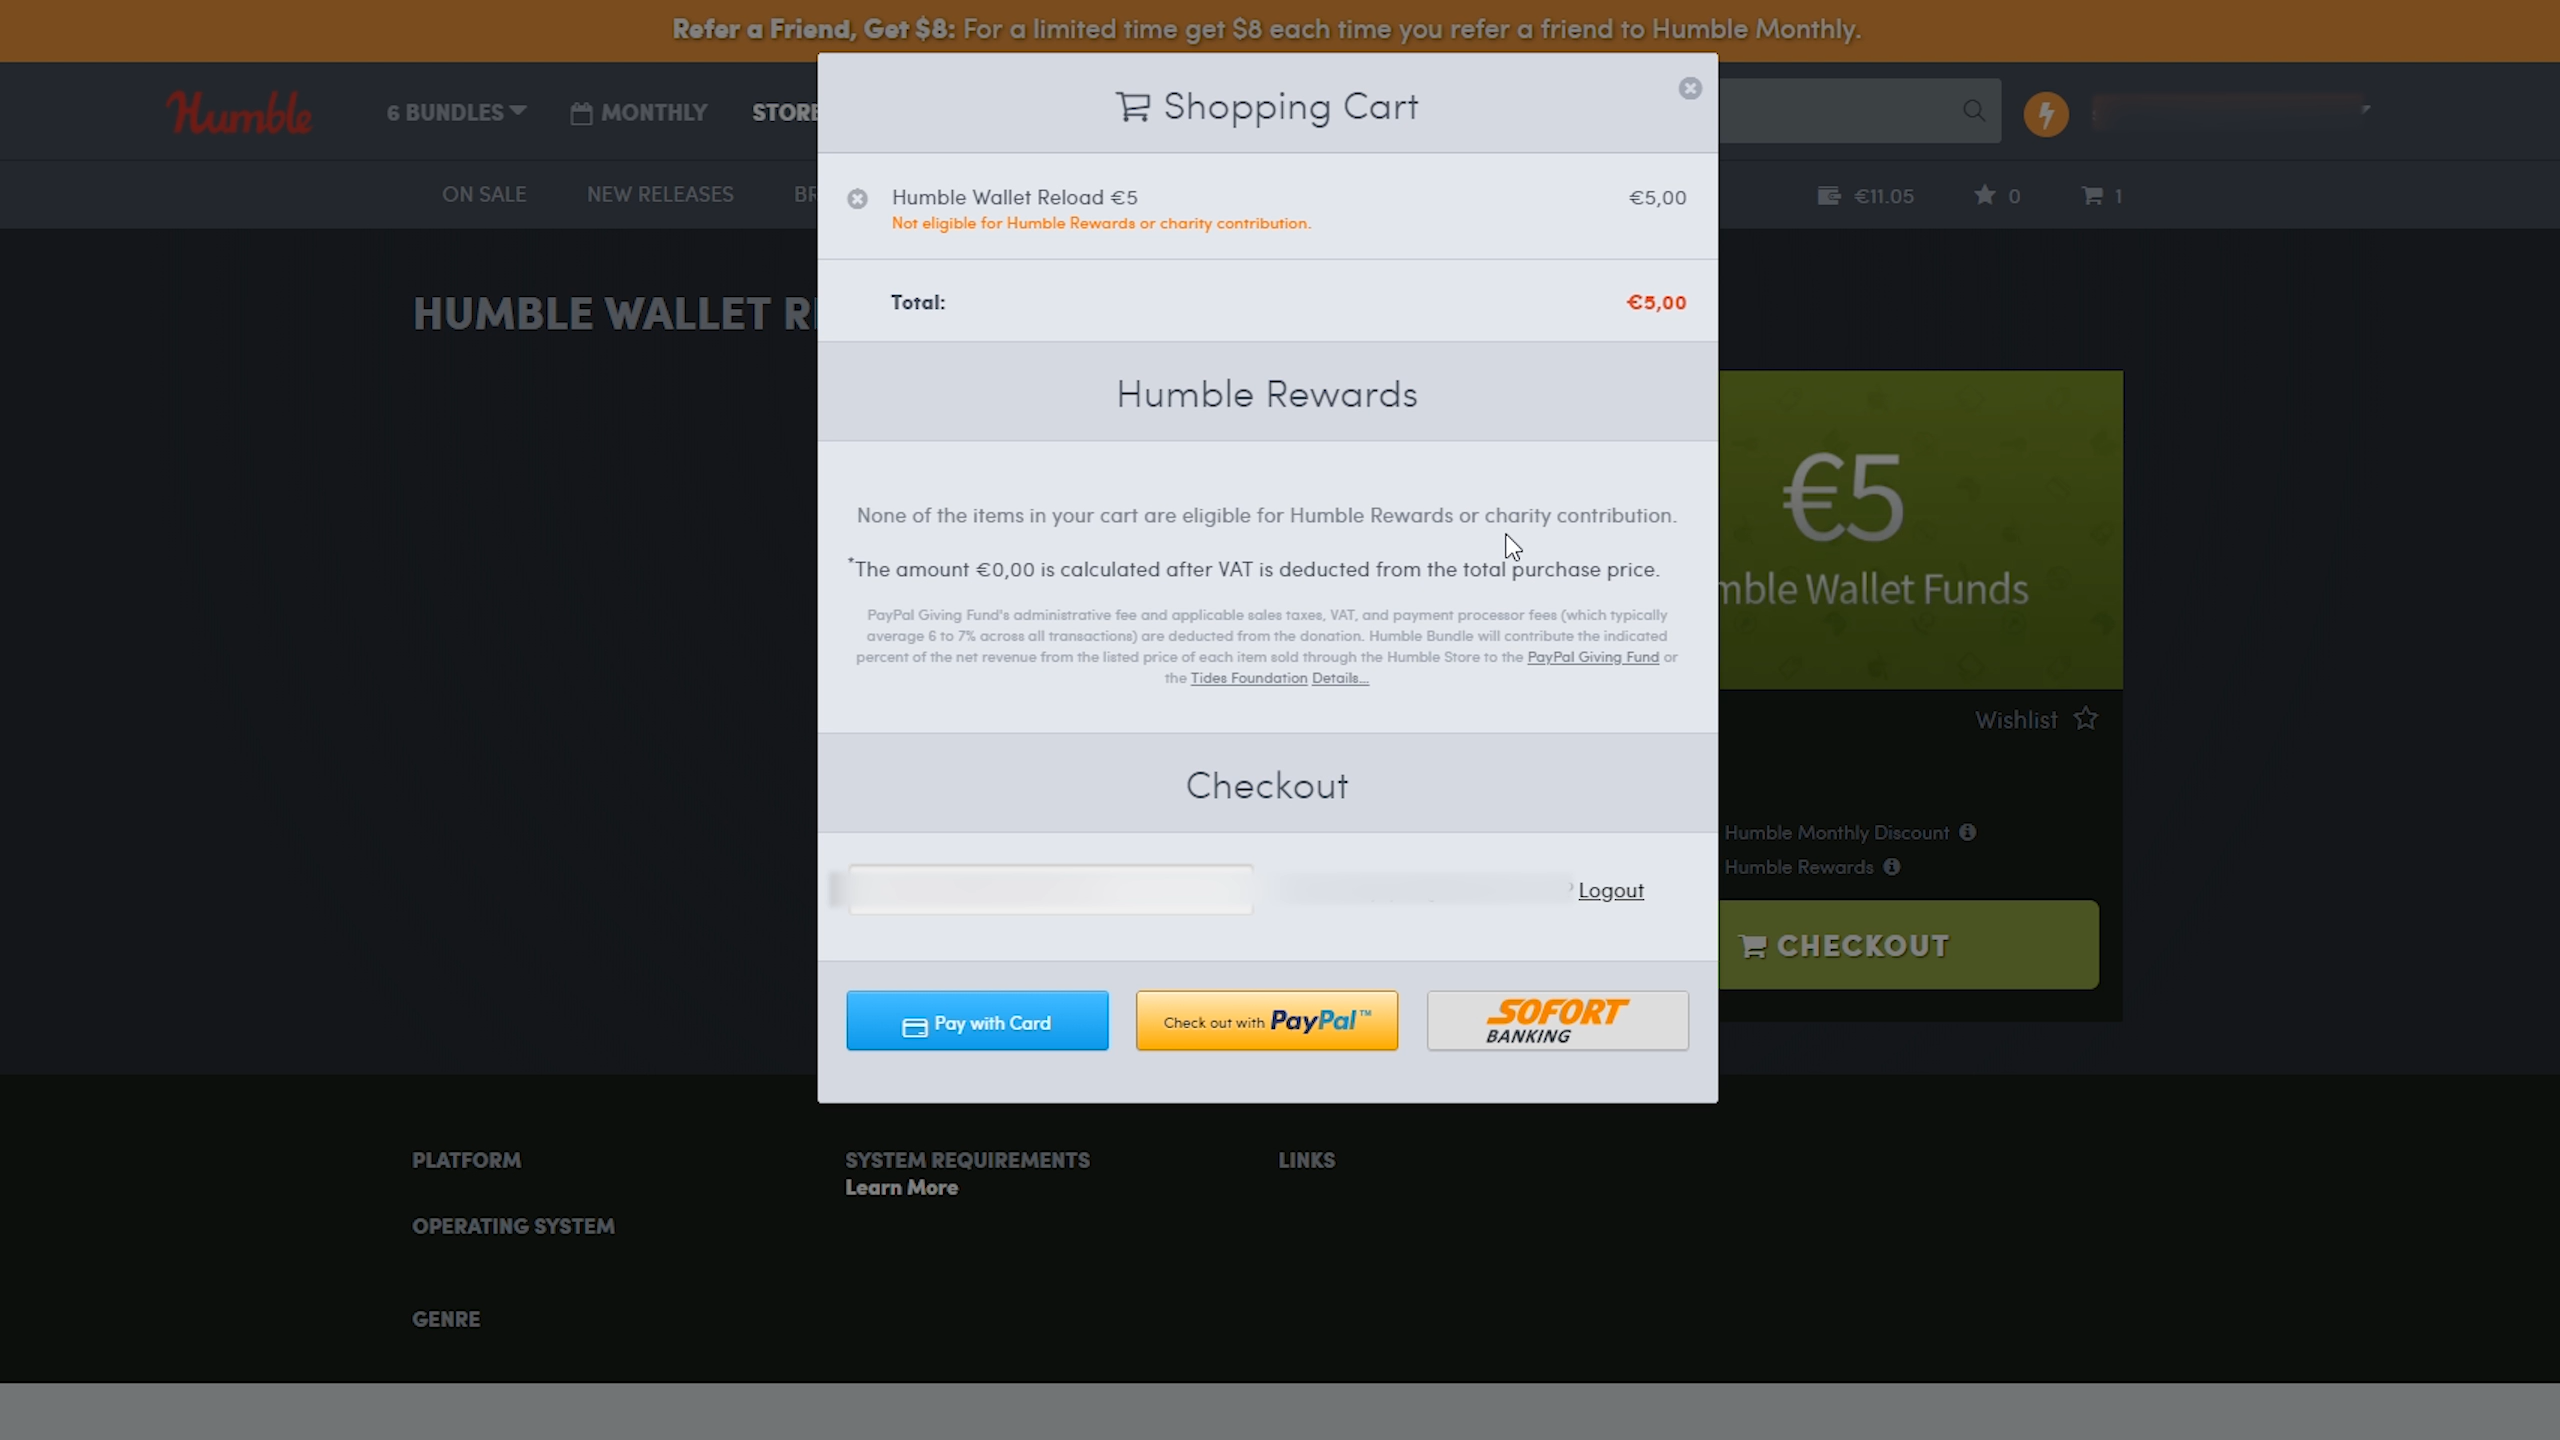 Refer a Friend, Get $8: For a limited time get $8 each time you refer a friend to Humble Monthly.
Humble
6 BUNDLES
MONTHLY
STORE
ON SALE
NEW RELEASES
BR
€11.05
0
1
HUMBLE WALLET R
Shopping Cart
Humble Wallet Reload €5
€5,00
Not eligible for Humble Rewards or charity contribution.
Total:
€5,00
Humble Rewards
None of the items in your cart are eligible for Humble Rewards or charity contribution.
*The amount €0,00 is calculated after VAT is deducted from the total purchase price.
PayPal Giving Fund's administrative fee and applicable sales taxes, VAT, and payment processor fees (which typically
average 6 to 7% across all transactions) are deducted from the donation. Humble Bundle will contribute the indicated
percent of the net revenue from the listed price of each item sold through the Humble Store to the PayPal Giving Fund or
the Tides Foundation Details...
Checkout
Logout
Pay with Card
Check out with PayPal™
SOFORT
BANKING
€5
mble Wallet Funds
Wishlist
Humble Monthly Discount
Humble Rewards
CHECKOUT
PLATFORM
OPERATING SYSTEM
GENRE
SYSTEM REQUIREMENTS
Learn More
LINKS